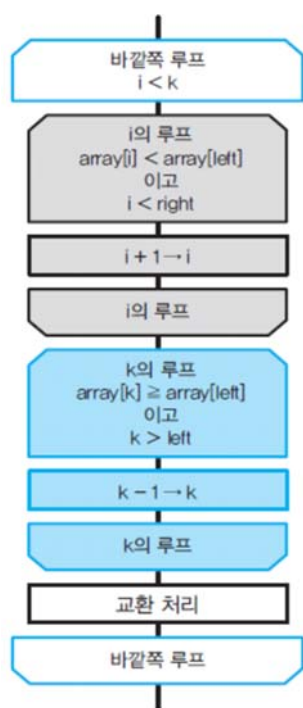 바깥쪽 루프
i < k
i의 루프
array[i] < array[left]
이고
i < right
i + 1 → i
i의 루프
k의 루프
array[k] ≧ array[left]
이고
k > left
k - 1 → k
k의 루프
교환 처리
바깥쪽 루프